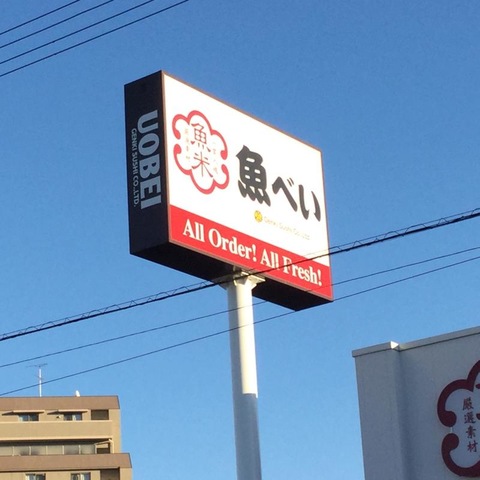 UOBEI
GENKI SUSHI CO.,LTD.
魚米
魚べい
Genki Sushi Co.,Ltd.
All Order! All Fresh!
厳選素材